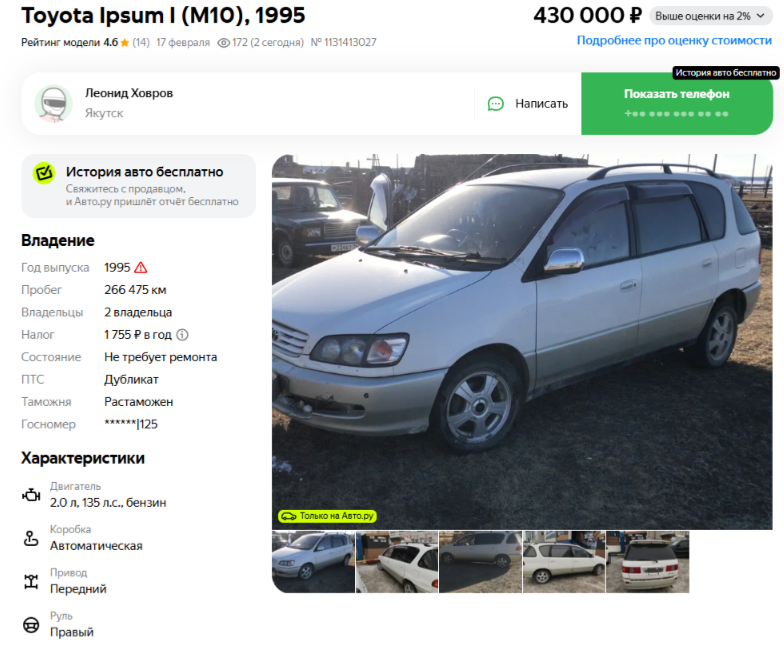 Toyota Ipsum I (M10), 1995
430 000 ₽ Выше оценки на 2%
Рейтинг модели 4.6 (14) 17 февраля 172 (2 сегодня) № 1131413027
Подробнее про оценку стоимости
История авто бесплатно
Леонид Ховров
Якутск
Написать
Показать телефон
История авто бесплатно
Свяжитесь с продавцом,
и Авто.ру пришлёт отчёт бесплатно
Владение
Год выпуска 1995
Пробег 266 475 км
Владельцы 2 владельца
Налог 1 755 ₽ в год
Состояние Не требует ремонта
ПТС Дубликат
Таможня Растаможен
Госномер ******|125
Характеристики
Двигатель
2.0 л, 135 л.с., бензин
Коробка
Автоматическая
Привод
Передний
Руль
Правый
Только на Авто.ру